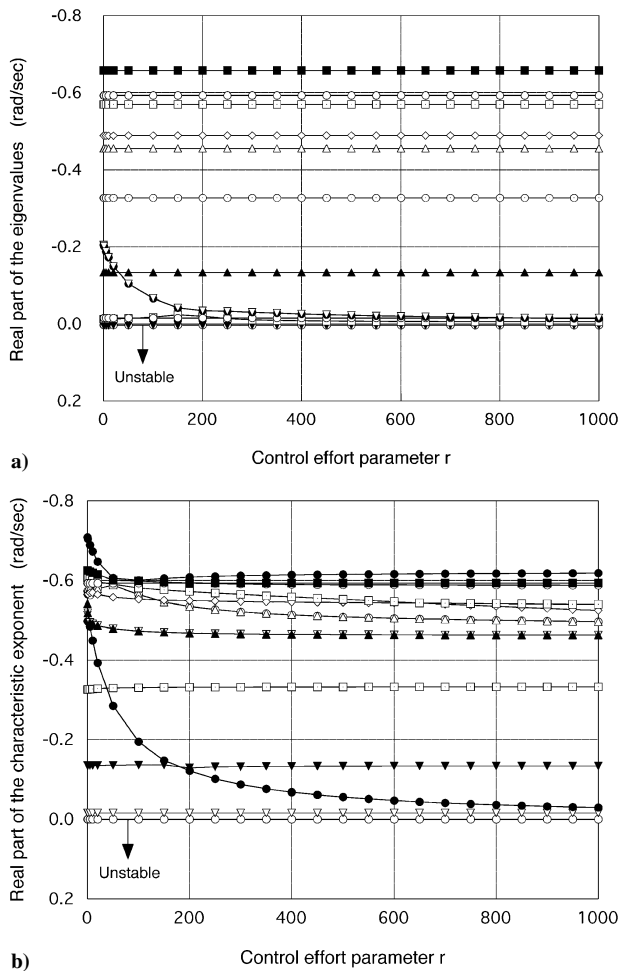 -0.8
-0.6
-0.4
-0.2
0.0
0.2
Real part of the eigenvalues (rad/sec)
Unstable
0 200 400 600 800 1000
Control effort parameter r
a)
-0.8
-0.6
-0.4
-0.2
0.0
0.2
Real part of the characteristic exponent (rad/sec)
Unstable
0 200 400 600 800 1000
Control effort parameter r
b)